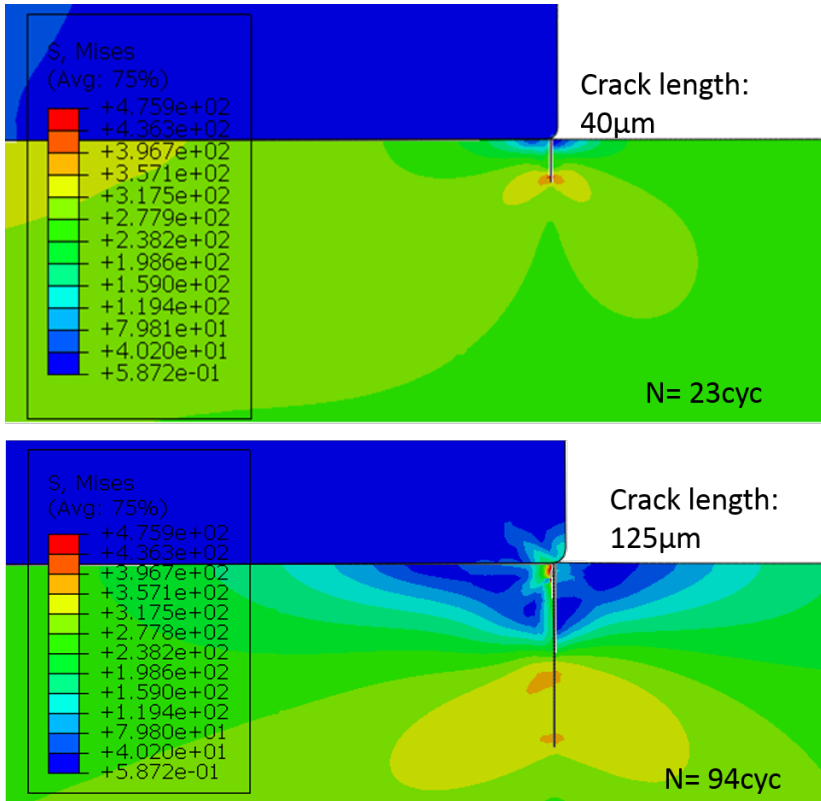 S, Mises
(Avg: 75%)
+4.759e+02
+4.363e+02
+3.967e+02
+3.571e+02
+3.175e+02
+2.779e+02
+2.382e+02
+1.986e+02
+1.590e+02
+1.194e+02
+7.981e+01
+4.020e+01
+5.872e-01
Crack length:
40μm
N= 23cyc
S, Mises
(Avg: 75%)
+4.759e+02
+4.363e+02
+3.967e+02
+3.571e+02
+3.175e+02
+2.778e+02
+2.382e+02
+1.986e+02
+1.590e+02
+1.194e+02
+7.980e+01
+4.020e+01
+5.872e-01
Crack length:
125μm
N= 94cyc